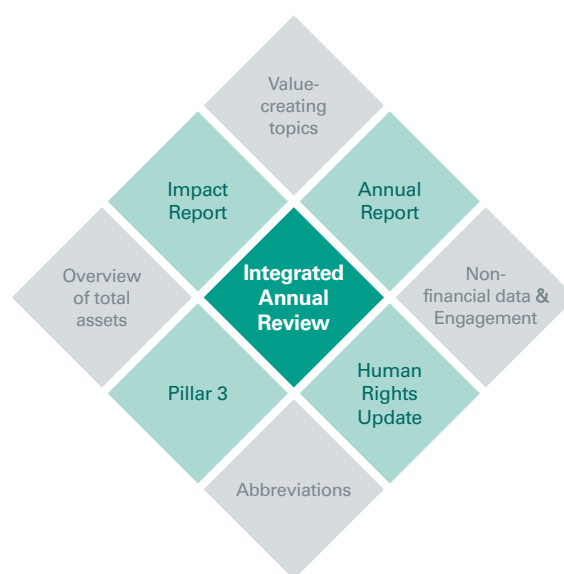 Value-
creating
topics
Impact
Report
Annual
Report
Overview
of total
assets
Integrated
Annual
Review
Non-
financial data &
Engagement
Pillar 3
Human
Rights
Update
Abbreviations